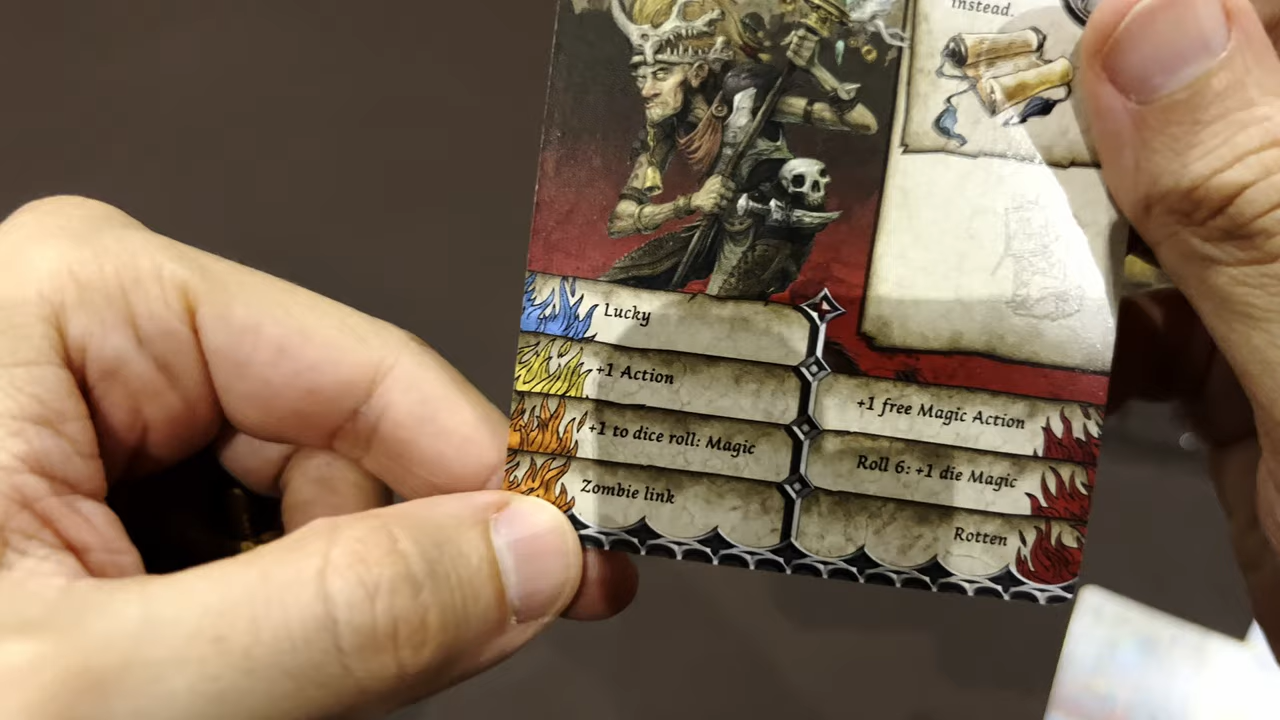 instead.
Lucky
+1 Action
+1 to dice roll: Magic
Zombie link
+1 free Magic Action
Roll 6: +1 die Magic
Rotten